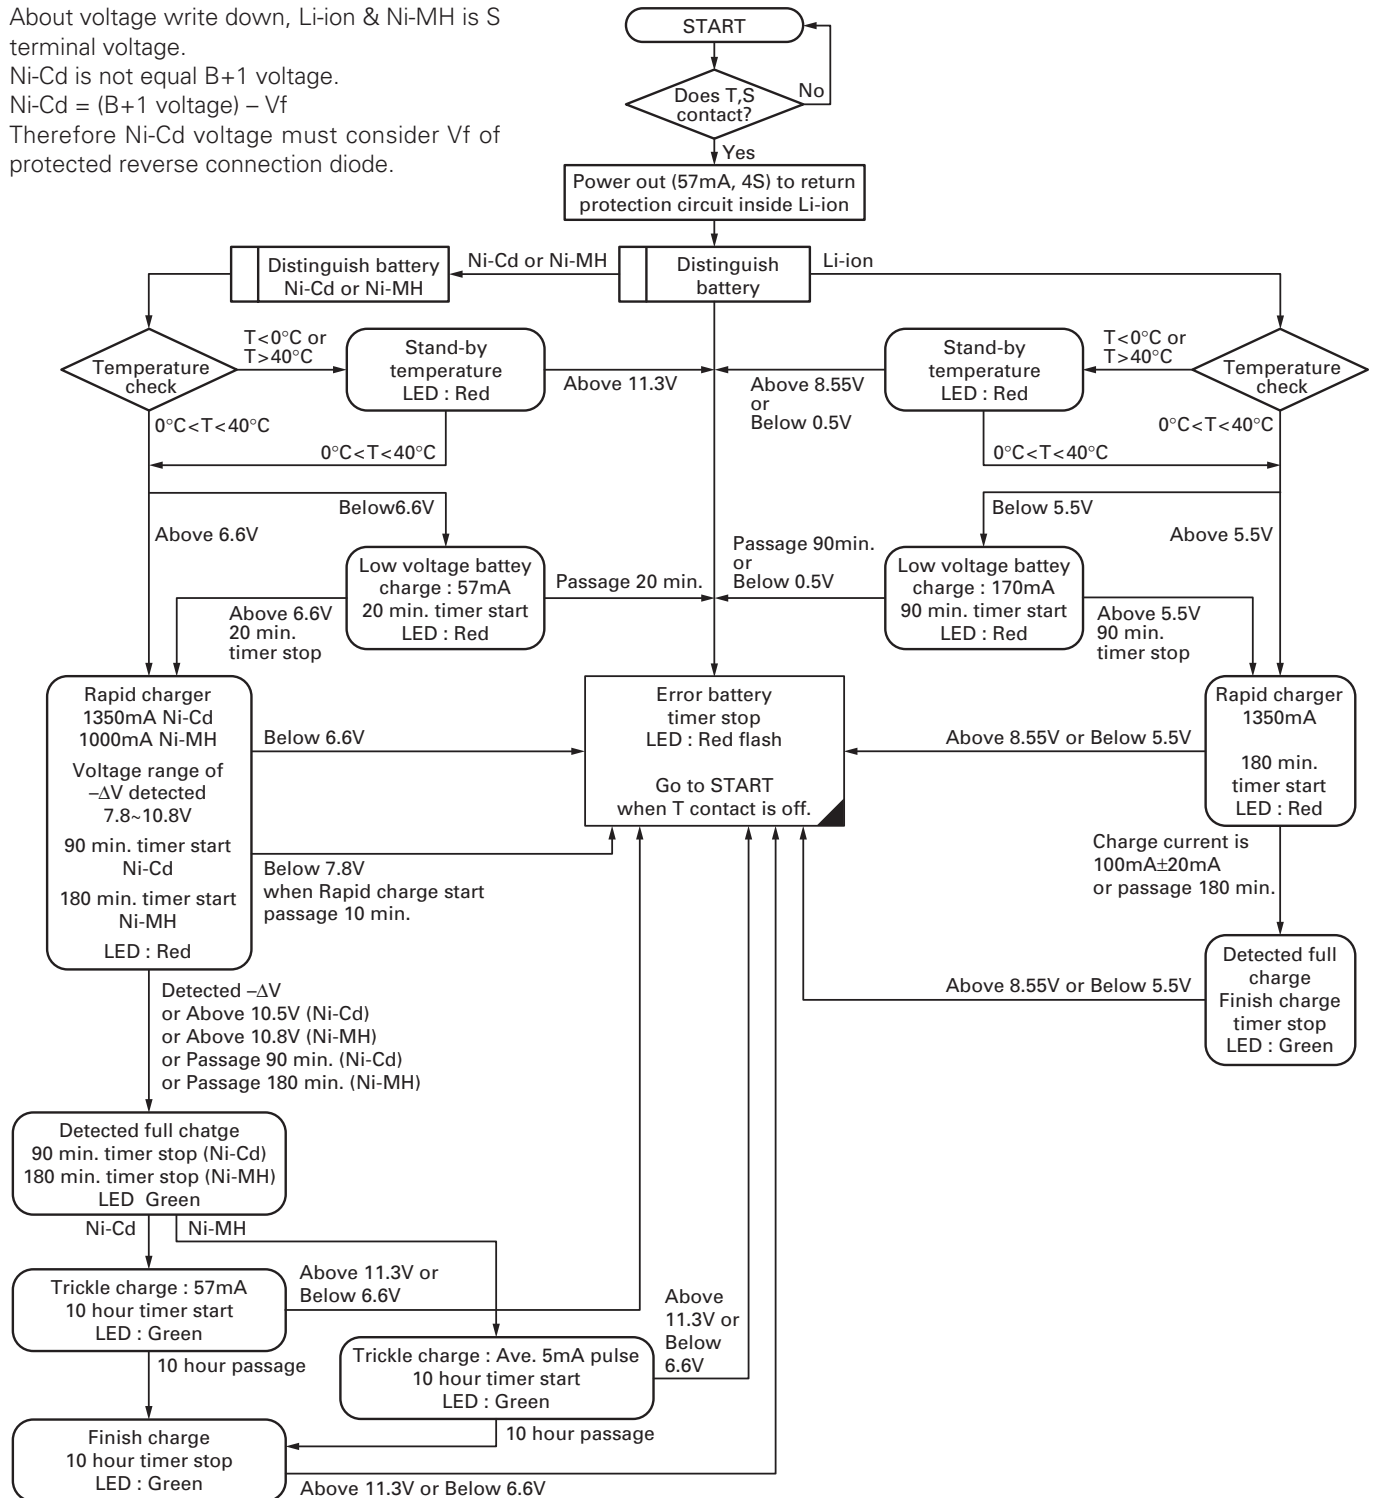 About voltage write down, Li-ion & Ni-MH is S
terminal voltage.
Ni-Cd is not equal B+1 voltage.
Ni-Cd = (B+1 voltage) – Vf
Therefore Ni-Cd voltage must consider Vf of
protected reverse connection diode.
START
Does T,S
contact?
No
Yes
Power out (57mA, 4S) to return
protection circuit inside Li-ion
Distinguish battery
Ni-Cd or Ni-MH
Ni-Cd or Ni-MH
Distinguish
battery
Li-ion
Temperature
check
T<0°C or
T>40°C
Stand-by
temperature
LED : Red
Above 11.3V
Above 8.55V
or
Below 0.5V
Stand-by
temperature
LED : Red
T<0°C or
T>40°C
Temperature
check
0°C<T<40°C
0°C<T<40°C
0°C<T<40°C
0°C<T<40°C
Below6.6V
Above 6.6V
Below 5.5V
Above 5.5V
Low voltage battey
charge : 57mA
20 min. timer start
LED : Red
Passage 20 min.
Passage 90min.
or
Below 0.5V
Low voltage battey
charge : 170mA
90 min. timer start
LED : Red
Above 6.6V
20 min.
timer stop
Above 5.5V
90 min.
timer stop
Rapid charger
1350mA Ni-Cd
1000mA Ni-MH
Voltage range of
–ΔV detected
7.8~10.8V
90 min. timer start
Ni-Cd
180 min. timer start
Ni-MH
LED : Red
Below 6.6V
Below 7.8V
when Rapid charge start
passage 10 min.
Error battery
timer stop
LED : Red flash
Go to START
when T contact is off.
Above 8.55V or Below 5.5V
Rapid charger
1350mA
180 min.
timer start
LED : Red
Charge current is
100mA±20mA
or passage 180 min.
Above 8.55V or Below 5.5V
Detected full
charge
Finish charge
timer stop
LED : Green
Detected –ΔV
or Above 10.5V (Ni-Cd)
or Above 10.8V (Ni-MH)
or Passage 90 min. (Ni-Cd)
or Passage 180 min. (Ni-MH)
Detected full chatge
90 min. timer stop (Ni-Cd)
180 min. timer stop (Ni-MH)
LED Green
Ni-Cd
Ni-MH
Trickle charge : 57mA
10 hour timer start
LED : Green
Above 11.3V or
Below 6.6V
Above
11.3V or
Below
6.6V
Trickle charge : Ave. 5mA pulse
10 hour timer start
LED : Green
10 hour passage
10 hour passage
Finish charge
10 hour timer stop
LED : Green
Above 11.3V or Below 6.6V